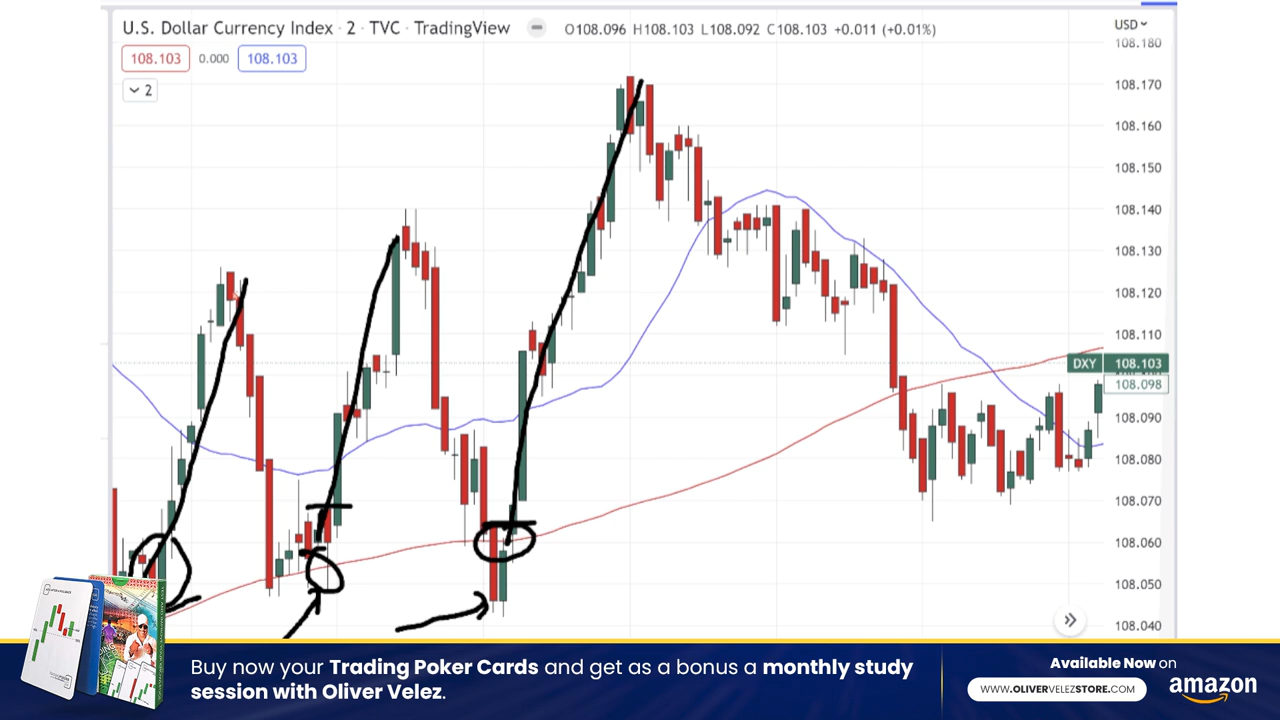 U.S. Dollar Currency Index · 2 · TVC · TradingView
O108.096 H108.103 L108.092 C108.103 +0.011 (+0.01%)
USD
108.103 0.000 108.103
2
108.180
108.170
108.160
108.150
108.140
108.130
108.120
108.110
DXY 108.103
108.098
108.090
108.080
108.070
108.060
108.050
108.040
Buy now your Trading Poker Cards and get as a bonus a monthly study
session with Oliver Velez.
Available Now on
WWW.OLIVERVELEZSTORE.COM
amazon